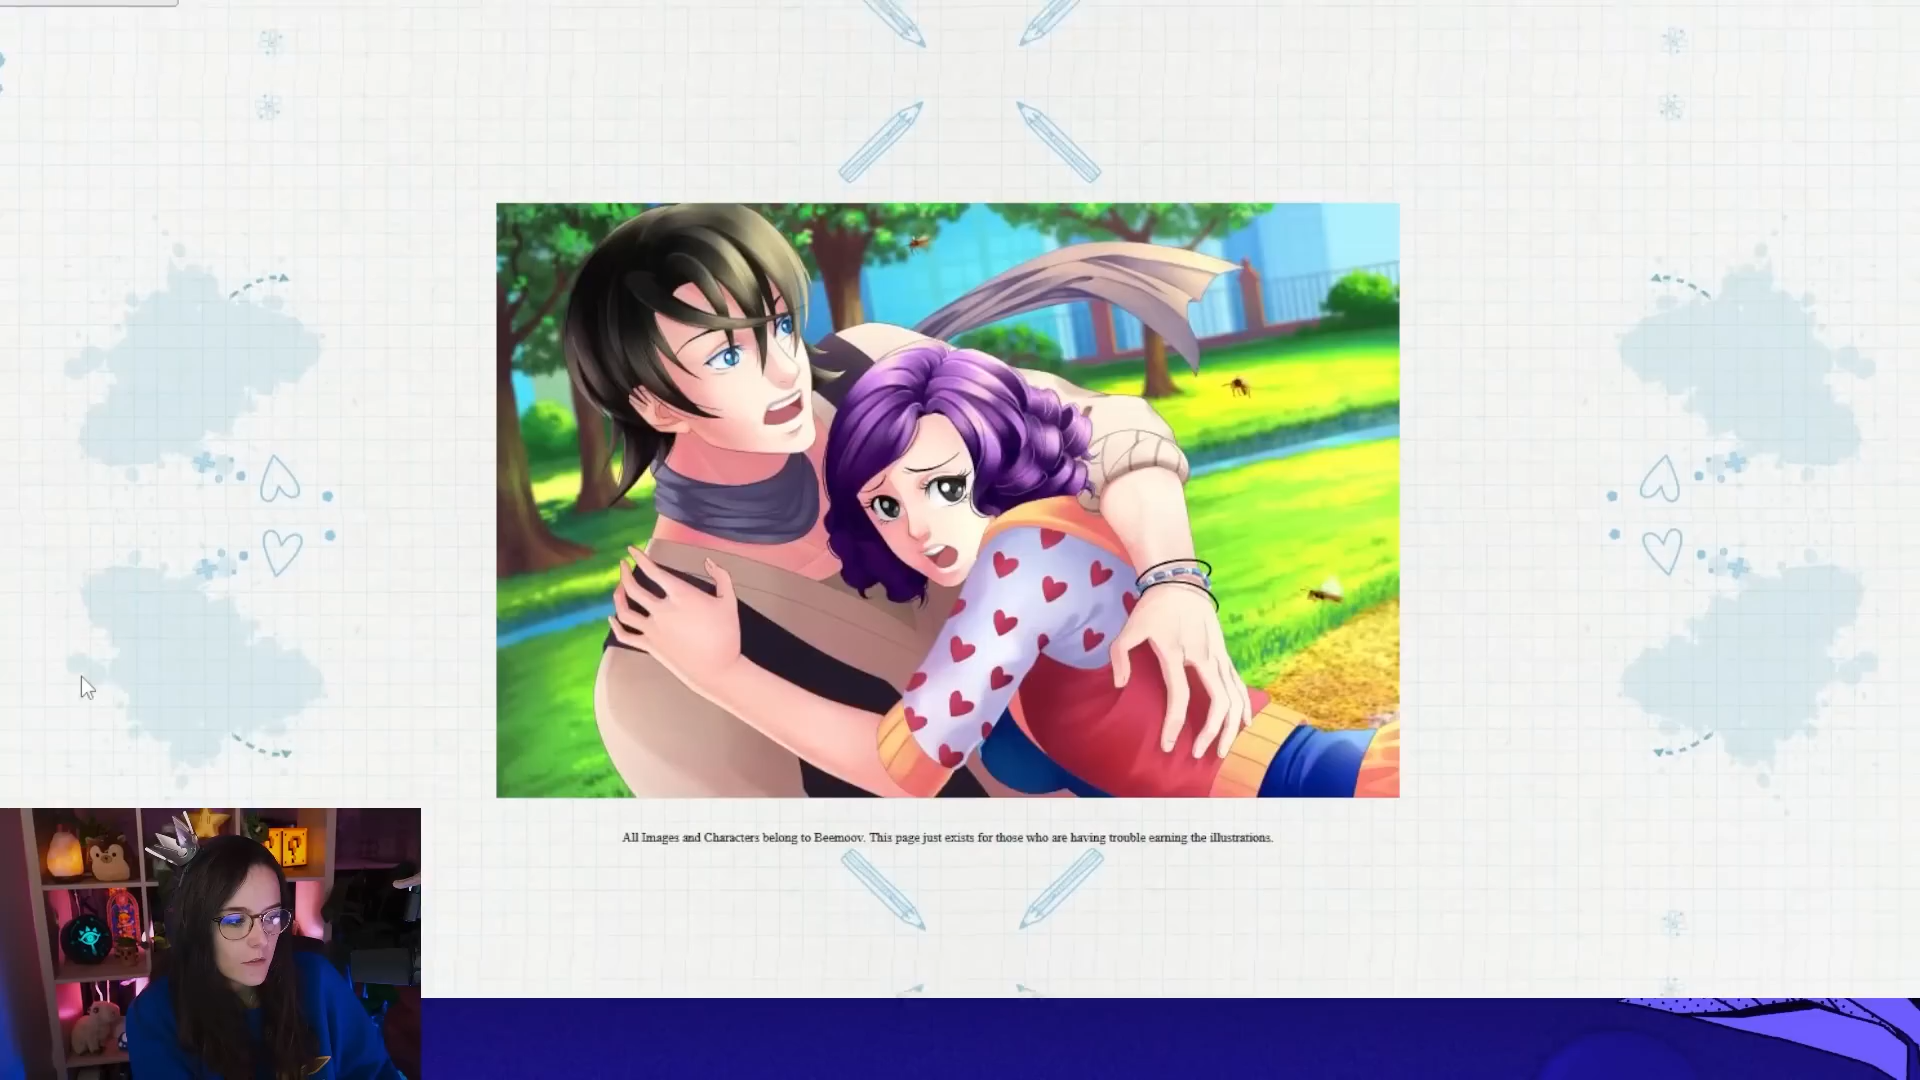 All Images and Characters belong to Beemoov. This page just exists for those who are having trouble earning the illustrations.